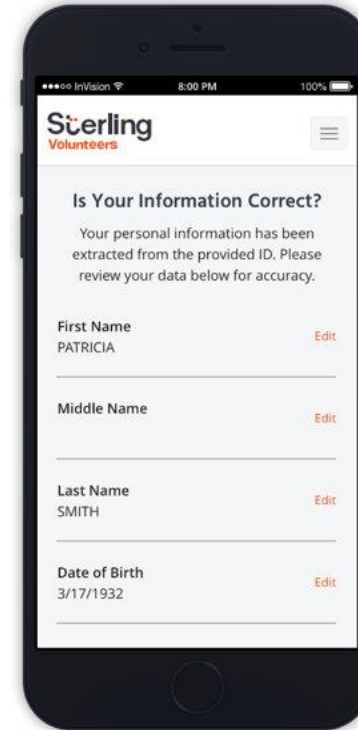 ●●●●○ InVision 8:00 PM 100%
Sterling
Volunteers
Is Your Information Correct?
Your personal information has been
extracted from the provided ID. Please
review your data below for accuracy.
First Name
Edit
PATRICIA
Middle Name
Edit
Last Name
Edit
SMITH
Date of Birth
Edit
3/17/1932